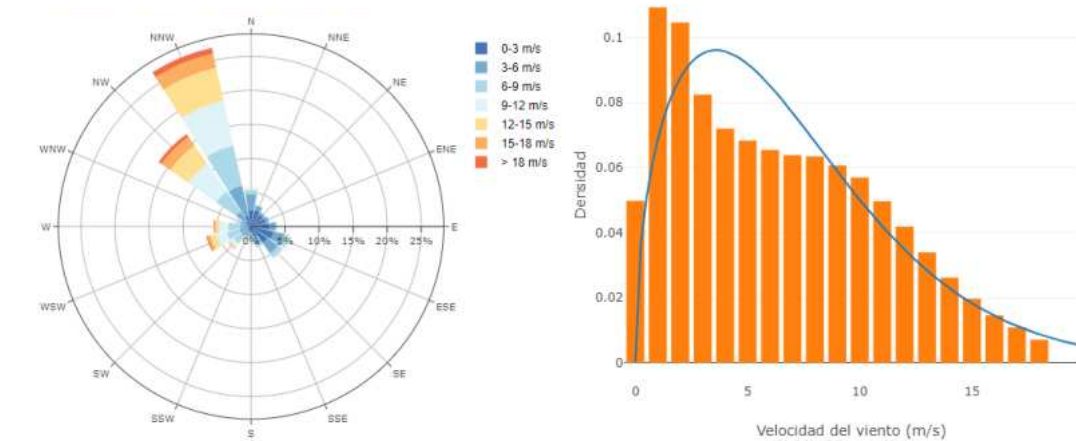 N
NNE
NE
ENE
E
ESE
SE
SSE
S
SSW
SW
WSW
W
WNW
NW
NNW
0% 5% 10% 15% 20% 25%
0-3 m/s
3-6 m/s
6-9 m/s
9-12 m/s
12-15 m/s
15-18 m/s
> 18 m/s
Densidad
0.1
0.08
0.06
0.04
0.02
0
0 5 10 15
Velocidad del viento (m/s)